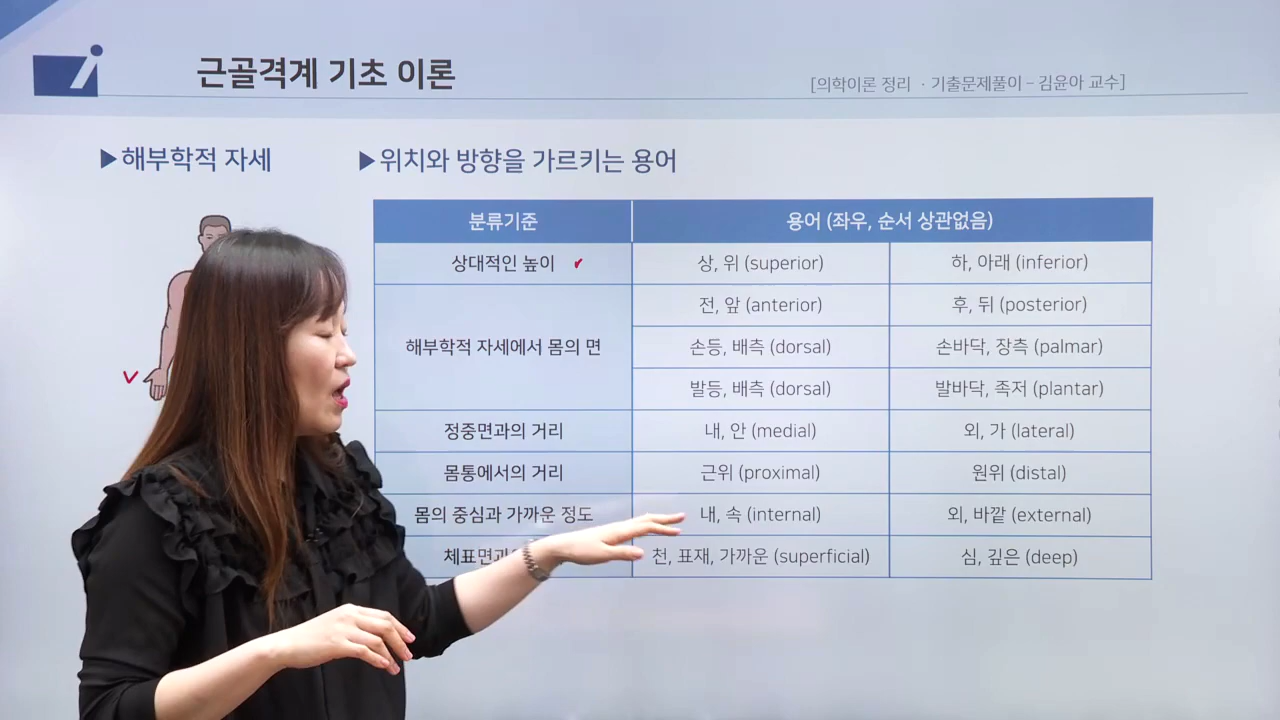 근골격계 기초 이론
[의학이론 정리 · 기출문제풀이 – 김윤아 교수]
▶해부학적 자세
▶위치와 방향을 가르키는 용어
분류기준 용어 (좌우, 순서 상관없음)
상대적인 높이 상, 위 (superior) 하, 아래 (inferior)
전, 앞 (anterior) 후, 뒤 (posterior)
해부학적 자세에서 몸의 면 손등, 배측 (dorsal) 손바닥, 장측 (palmar)
발등, 배측 (dorsal) 발바닥, 족저 (plantar)
정중면과의 거리 내, 안 (medial) 외, 가 (lateral)
몸통에서의 거리 근위 (proximal) 원위 (distal)
몸의 중심과 가까운 정도 내, 속 (internal) 외, 바깥 (external)
체표면과 천, 표재, 가까운 (superficial) 심, 깊은 (deep)